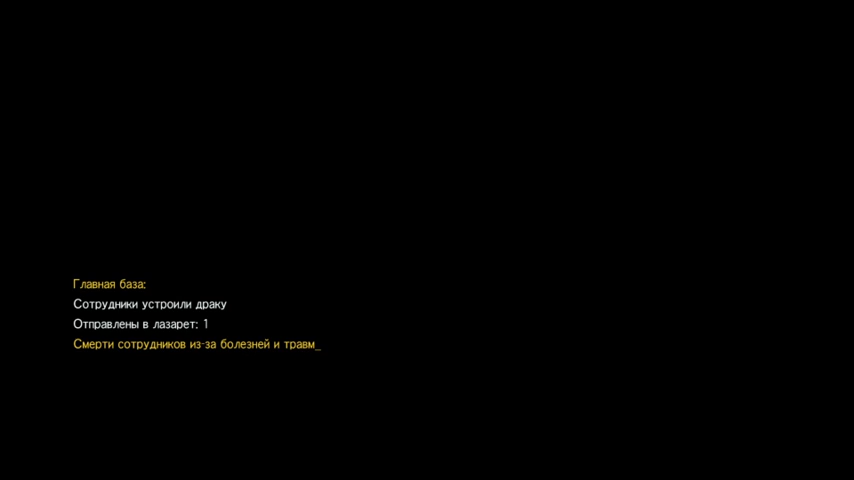 Главная база:
Сотрудники устроили драку
Отправлены в лазарет: 1
Смерти сотрудников из-за болезней и травм_